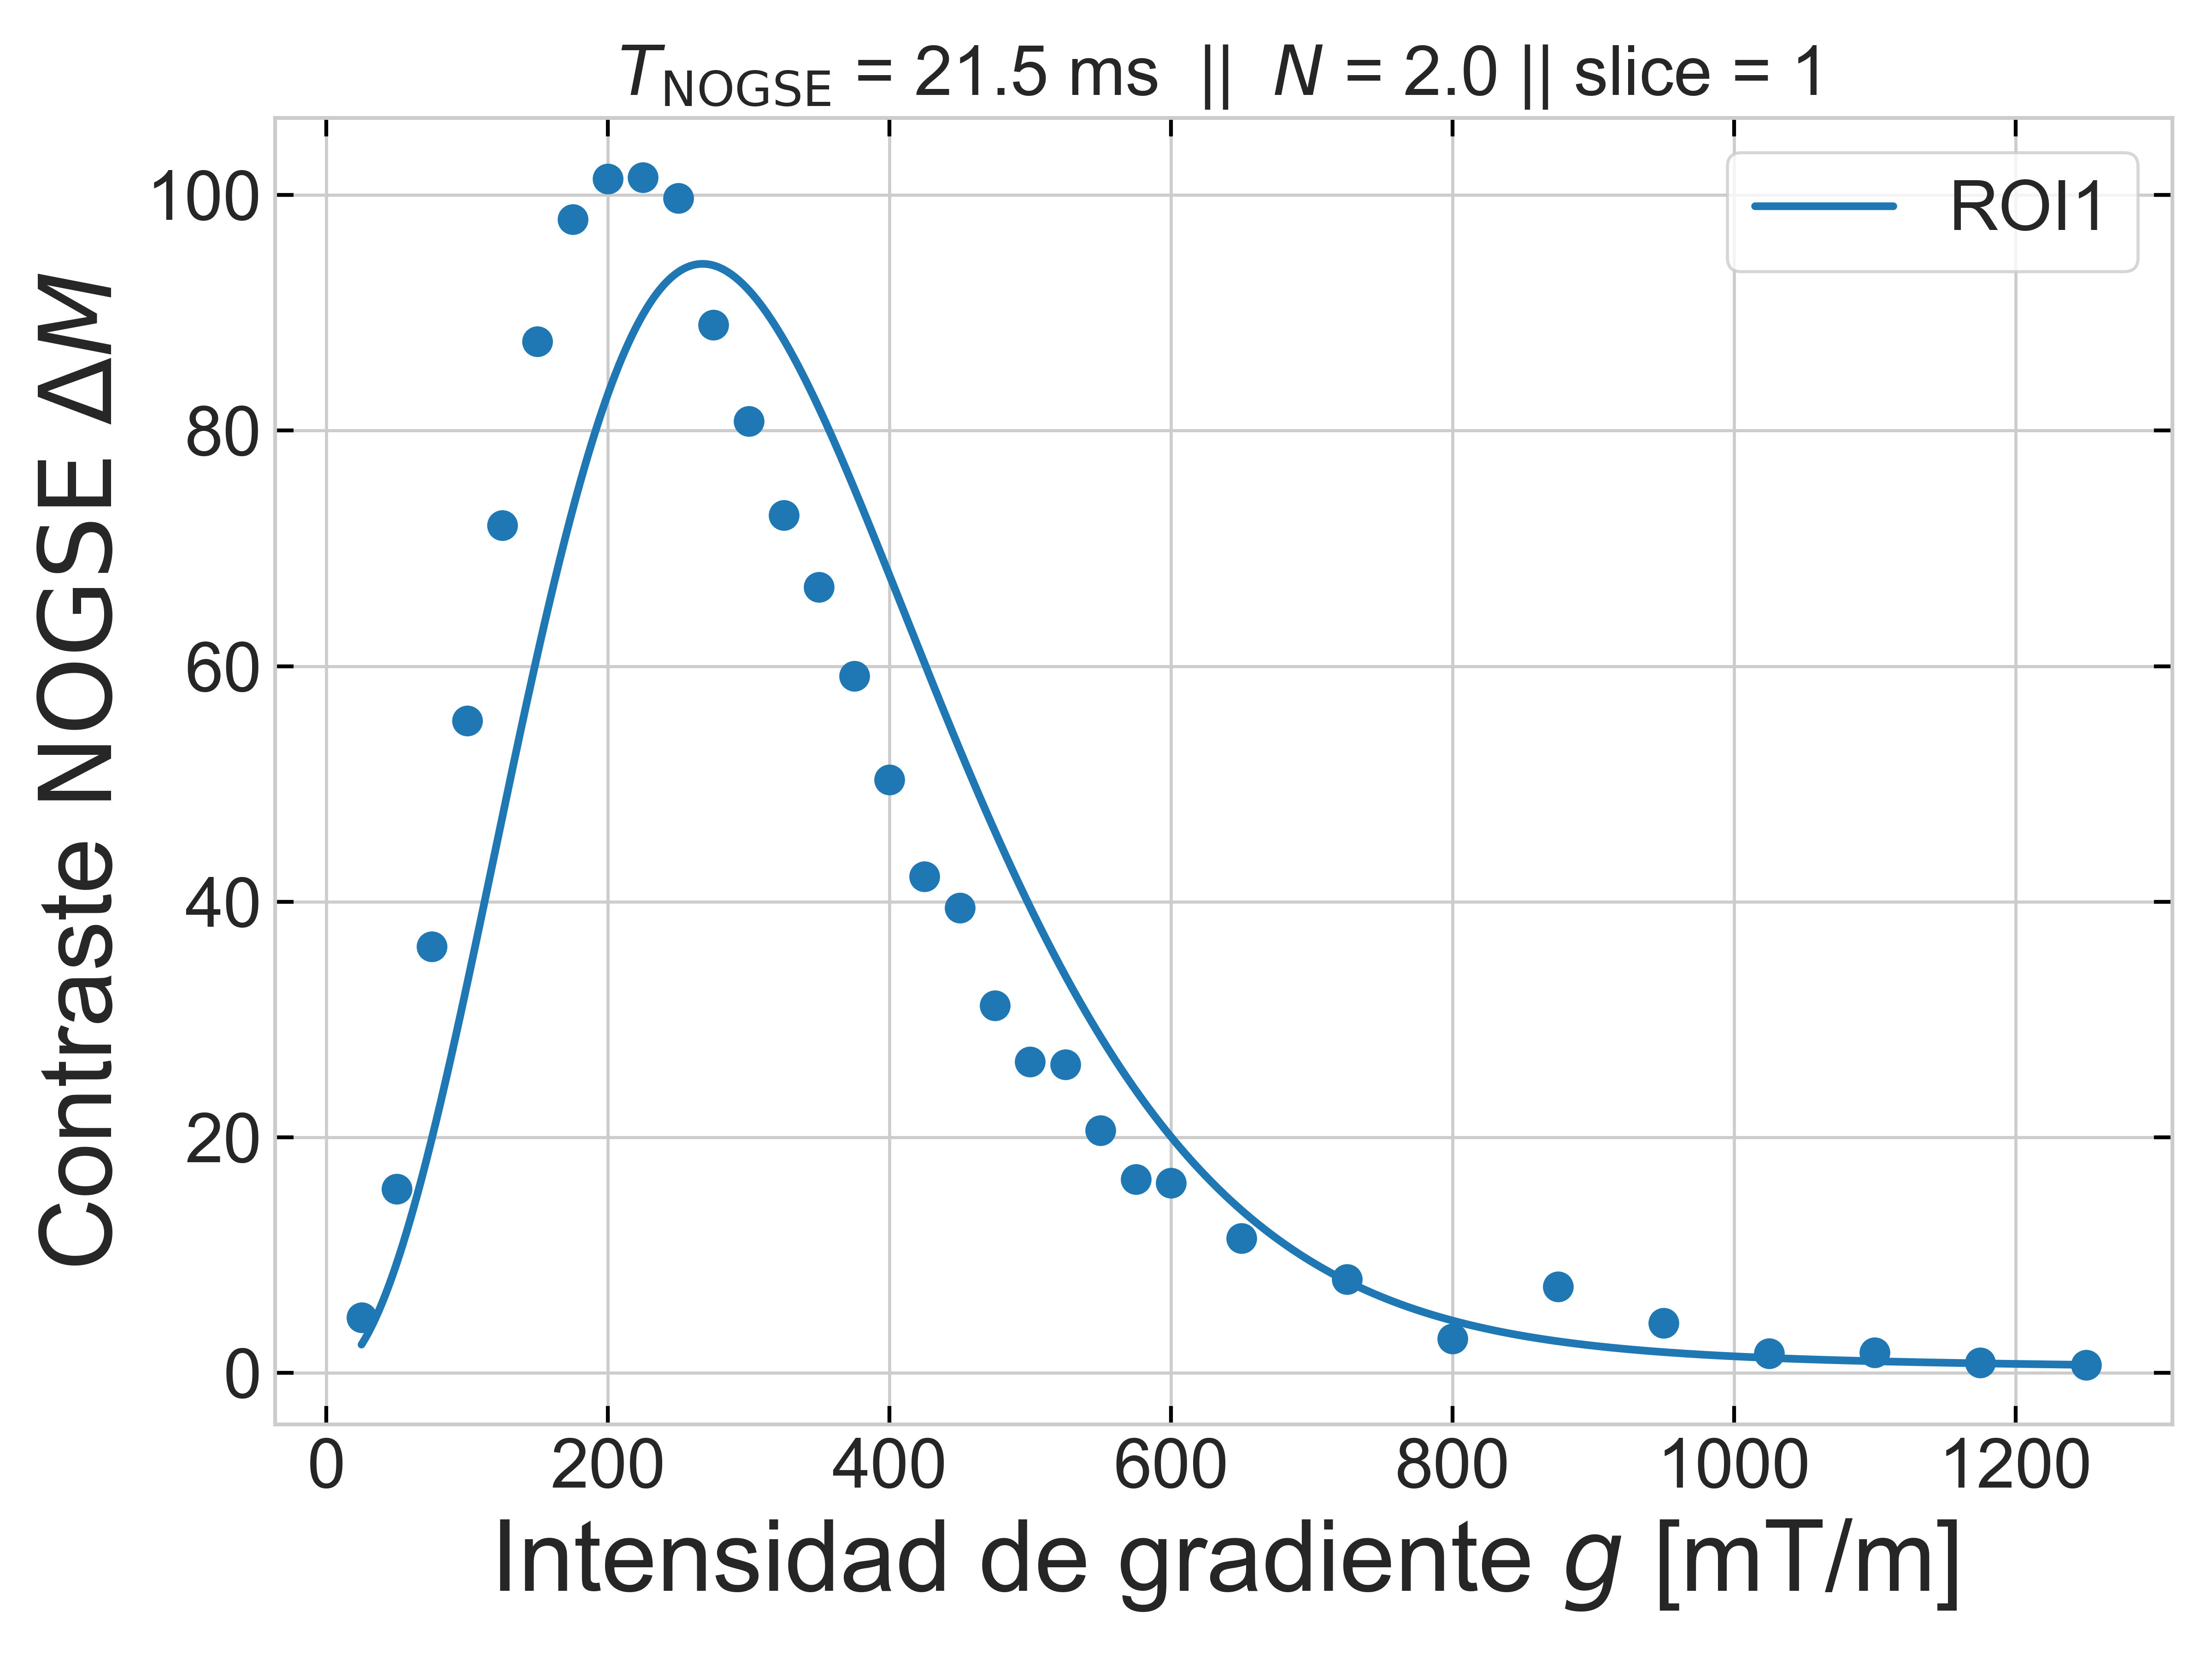 T_NOGSE = 21.5 ms || N = 2.0 || slice = 1
ROI1
Contraste NOGSE ΔM
100
80
60
40
20
0
0 200 400 600 800 1000 1200
Intensidad de gradiente g [mT/m]